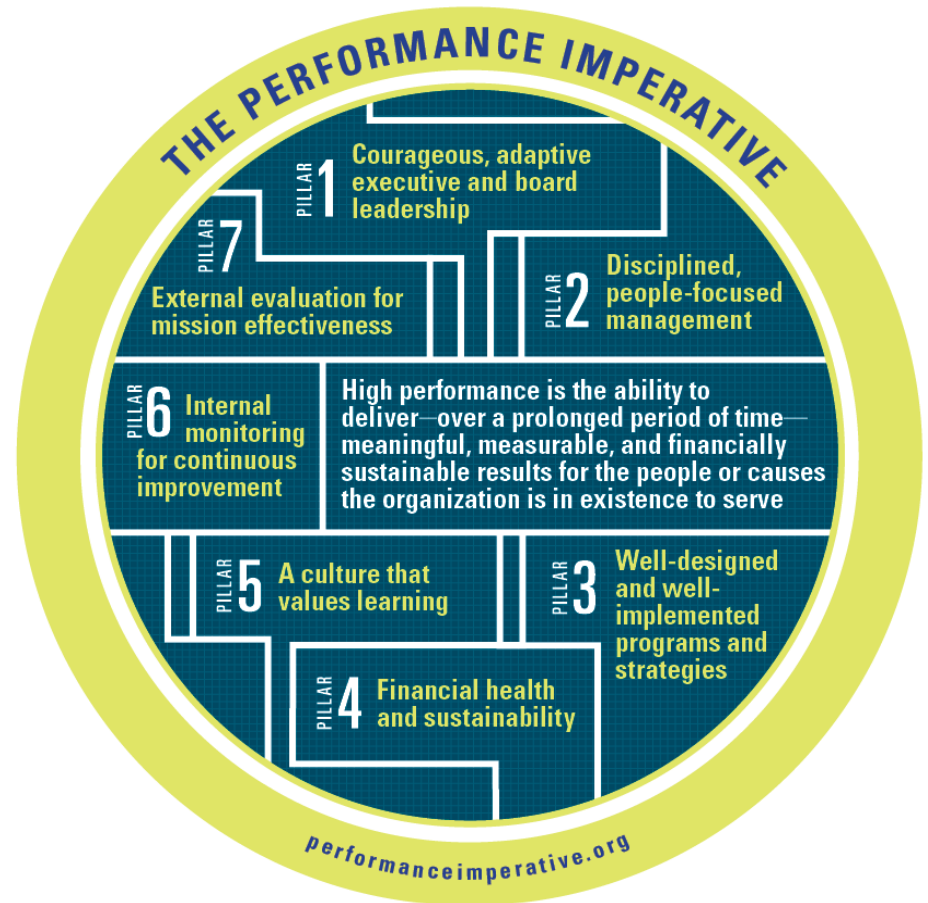 THE PERFORMANCE IMPERATIVE
PILLAR 1
Courageous, adaptive
executive and board
leadership
PILLAR 2
Disciplined,
people-focused
management
PILLAR 3
Well-designed
and well-
implemented
programs and
strategies
PILLAR 4
Financial health
and sustainability
PILLAR 5
A culture that
values learning
PILLAR 6
Internal
monitoring
for continuous
improvement
PILLAR 7
External evaluation for
mission effectiveness
High performance is the ability to
deliver—over a prolonged period of time—
meaningful, measurable, and financially
sustainable results for the people or causes
the organization is in existence to serve
performanceimperative.org